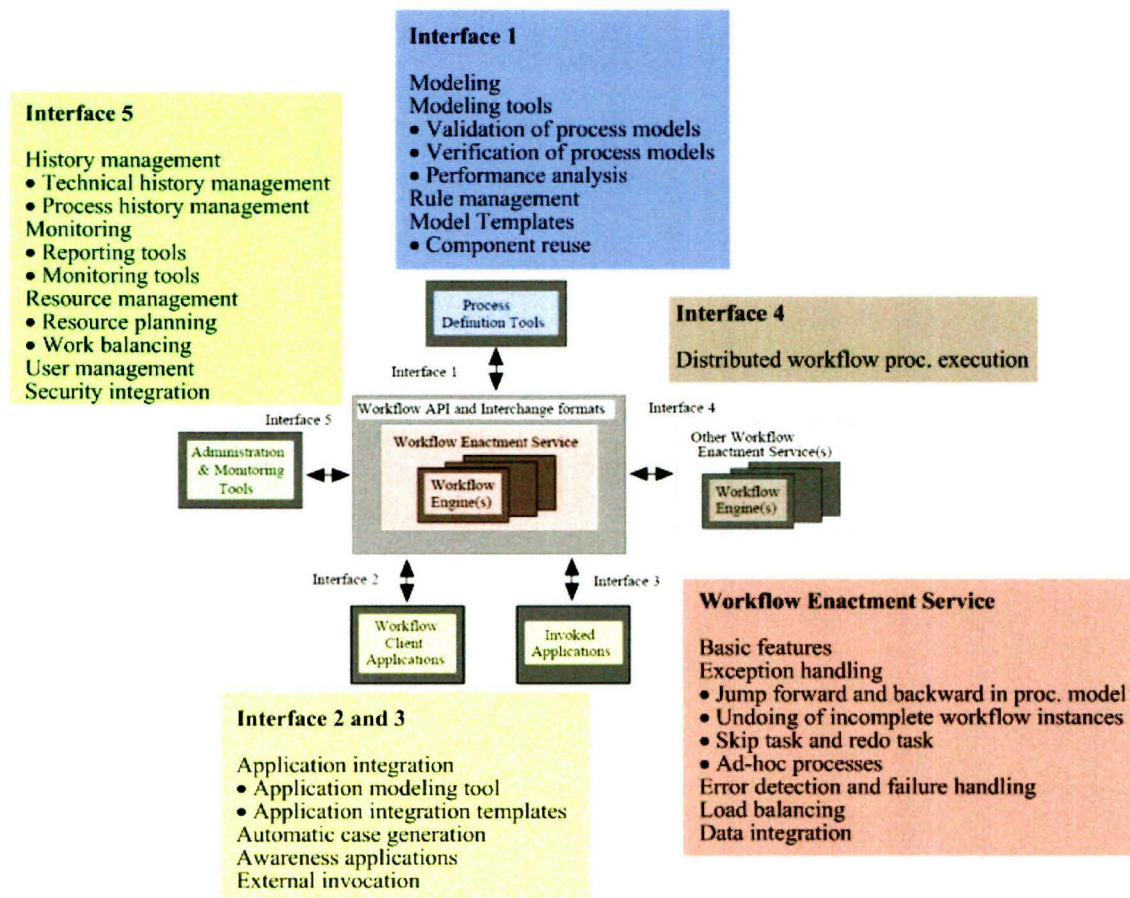 Interface 1
Modeling
Modeling tools
• Validation of process models
• Verification of process models
• Performance analysis
Rule management
Model Templates
• Component reuse
Interface 5
History management
• Technical history management
• Process history management
Monitoring
• Reporting tools
• Monitoring tools
Resource management
• Resource planning
• Work balancing
User management
Security integration
Process
Definition Tools
Interface 4
Distributed workflow proc. execution
Interface 1
Workflow API and Interchange formats
Interface 4
Interface 5
Administration
& Monitoring
Tools
Workflow Enactment Service
Workflow
Engine(s)
Other Workflow
Enactment Service(s)
Workflow
Engine(s)
Interface 2
Interface 3
Workflow
Client
Applications
Invoked
Applications
Workflow Enactment Service
Basic features
Exception handling
• Jump forward and backward in proc. model
• Undoing of incomplete workflow instances
• Skip task and redo task
• Ad-hoc processes
Error detection and failure handling
Load balancing
Data integration
Interface 2 and 3
Application integration
• Application modeling tool
• Application integration templates
Automatic case generation
Awareness applications
External invocation